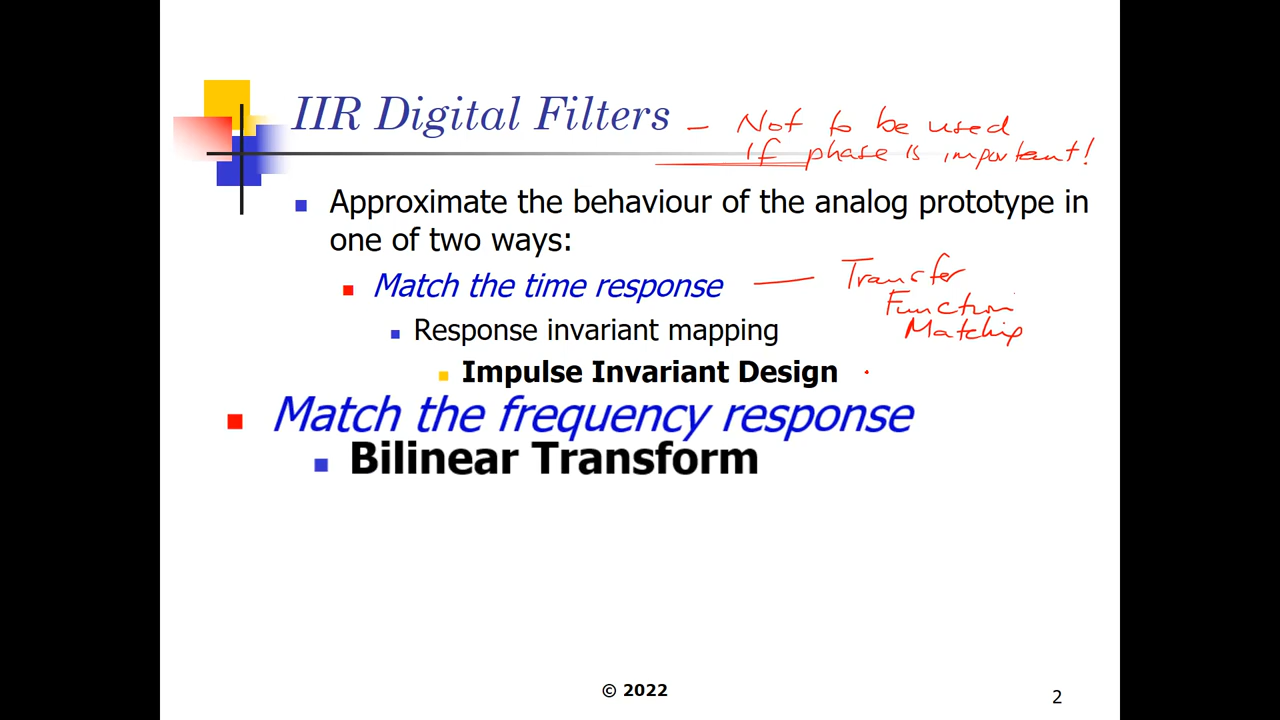 IIR Digital Filters - Not to be used
If phase is important!
Approximate the behaviour of the analog prototype in
one of two ways:
Match the time response — Transfer
Function
Response invariant mapping Matching
Impulse Invariant Design
Match the frequency response
Bilinear Transform
© 2022
2